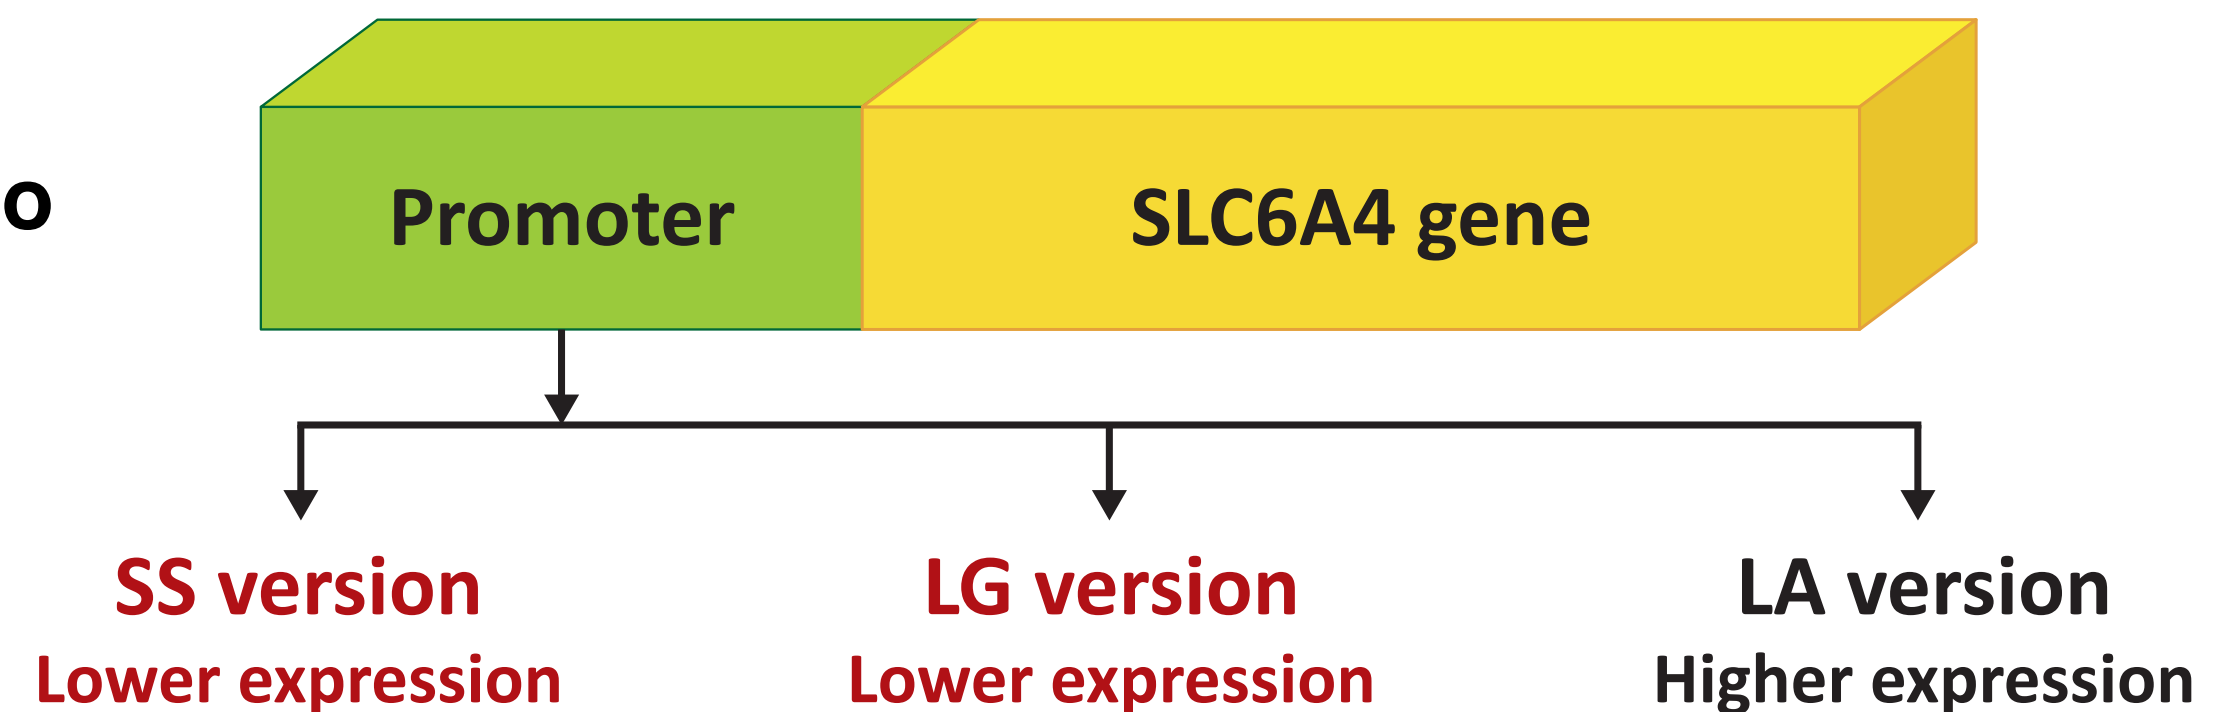 o
Promoter
SLC6A4 gene
SS version
LG version
LA version
Lower expression
Lower expression
Higher expression